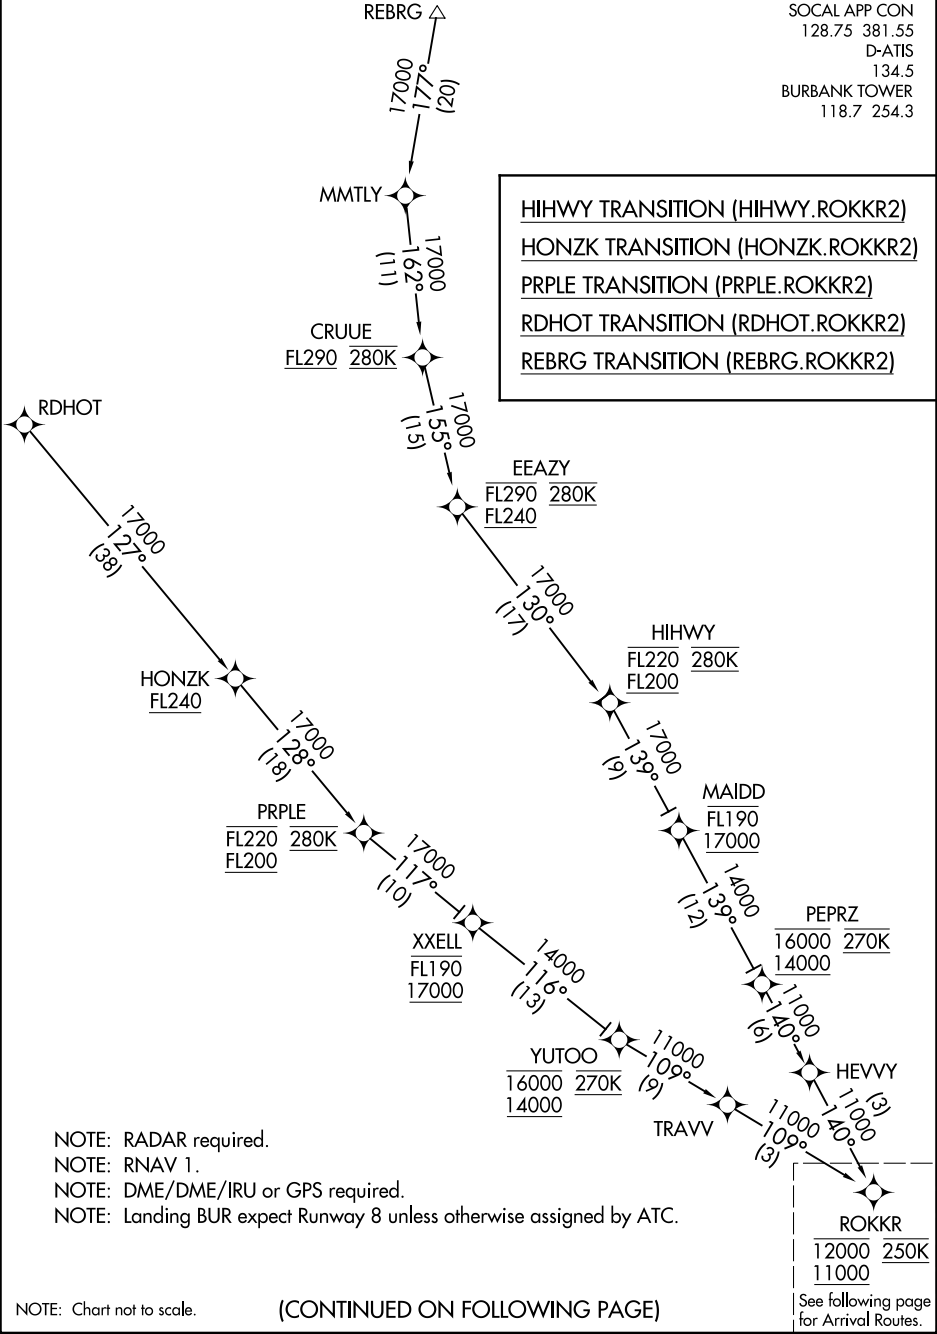 REBRG
SOCAL APP CON
128.75 381.55
D-ATIS
134.5
BURBANK TOWER
118.7 254.3
17000
177°
(20)
MMTLY
HIHWY TRANSITION (HIHWY.ROKKR2)
HONZK TRANSITION (HONZK.ROKKR2)
PRPLE TRANSITION (PRPLE.ROKKR2)
RDHOT TRANSITION (RDHOT.ROKKR2)
REBRG TRANSITION (REBRG.ROKKR2)
17000
162°
(11)
CRUUE
FL290 280K
17000
155°
(15)
RDHOT
EEAZY
FL290 280K
FL240
17000
127°
(38)
17000
130°
(17)
HIHWY
FL220 280K
FL200
HONZK
FL240
17000
128°
(18)
17000
139°
(9)
MAIDD
FL190
17000
PRPLE
FL220 280K
FL200
17000
117°
(10)
14000
139°
(12)
PEPRZ
16000 270K
14000
XXELL
FL190
17000
14000
116°
(13)
11000
140°
(6)
YUTOO
16000 270K
14000
11000
109°
(9)
HEVVY
(3)
11000
140°
TRAVV
11000
109°
(3)
NOTE: RADAR required.
NOTE: RNAV 1.
NOTE: DME/DME/IRU or GPS required.
NOTE: Landing BUR expect Runway 8 unless otherwise assigned by ATC.
ROKKR
12000 250K
11000
See following page
for Arrival Routes.
NOTE: Chart not to scale.
(CONTINUED ON FOLLOWING PAGE)